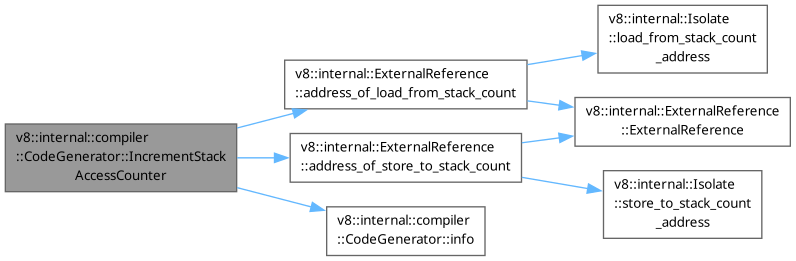 v8::internal::compiler
::CodeGenerator::IncrementStack
AccessCounter
v8::internal::ExternalReference
::address_of_load_from_stack_count
v8::internal::ExternalReference
::address_of_store_to_stack_count
v8::internal::compiler
::CodeGenerator::info
v8::internal::Isolate
::load_from_stack_count
_address
v8::internal::ExternalReference
::ExternalReference
v8::internal::Isolate
::store_to_stack_count
_address